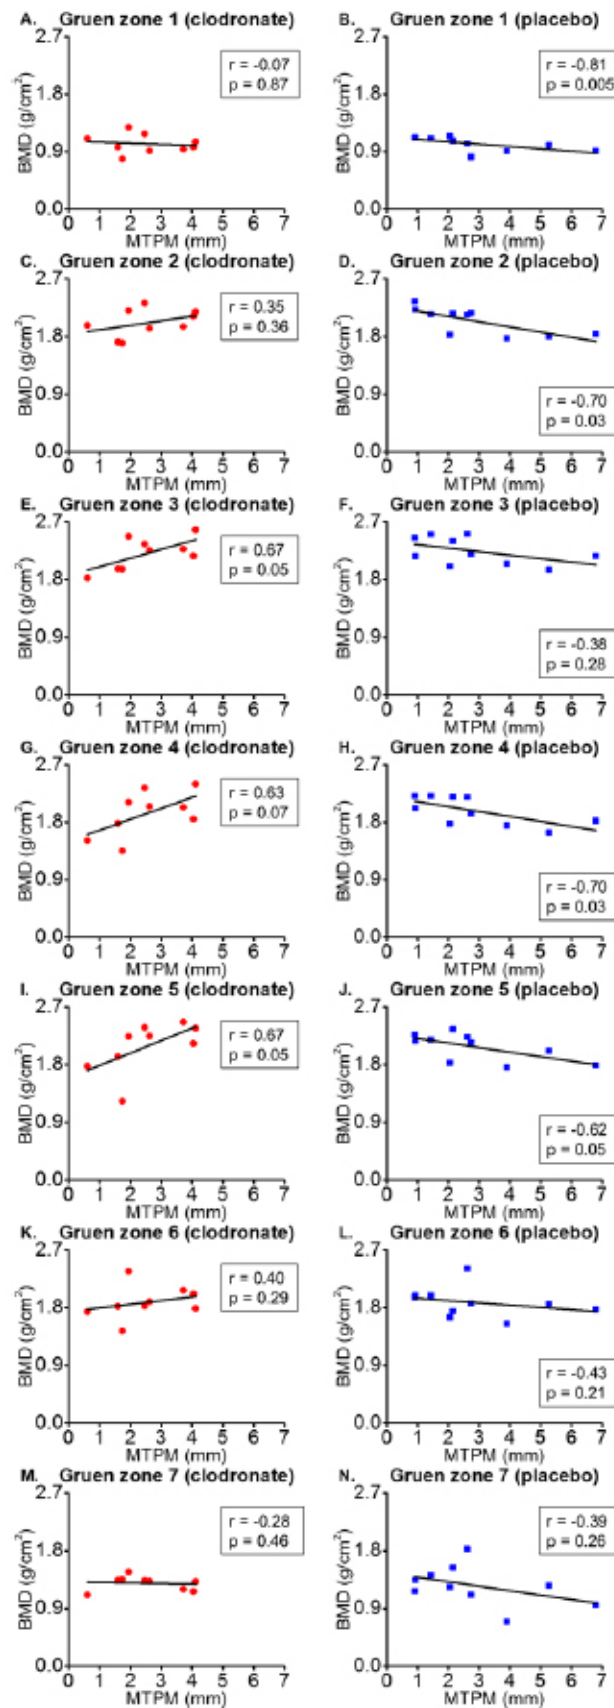 A. Gruen zone 1 (clodronate)
2.7
1.8
0.9
0.0
BMD (g/cm²)
r = -0.07
p = 0.87
0 1 2 3 4 5 6 7
MTPM (mm)
B. Gruen zone 1 (placebo)
2.7
1.8
0.9
0.0
BMD (g/cm²)
r = -0.81
p = 0.005
0 1 2 3 4 5 6 7
MTPM (mm)
C. Gruen zone 2 (clodronate)
2.7
1.8
0.9
0.0
BMD (g/cm²)
r = 0.35
p = 0.36
0 1 2 3 4 5 6 7
MTPM (mm)
D. Gruen zone 2 (placebo)
2.7
1.8
0.9
0.0
BMD (g/cm²)
r = -0.70
p = 0.03
0 1 2 3 4 5 6 7
MTPM (mm)
E. Gruen zone 3 (clodronate)
2.7
1.8
0.9
0.0
BMD (g/cm²)
r = 0.67
p = 0.05
0 1 2 3 4 5 6 7
MTPM (mm)
F. Gruen zone 3 (placebo)
2.7
1.8
0.9
0.0
BMD (g/cm²)
r = -0.38
p = 0.28
0 1 2 3 4 5 6 7
MTPM (mm)
G. Gruen zone 4 (clodronate)
2.7
1.8
0.9
0.0
BMD (g/cm²)
r = 0.63
p = 0.07
0 1 2 3 4 5 6 7
MTPM (mm)
H. Gruen zone 4 (placebo)
2.7
1.8
0.9
0.0
BMD (g/cm²)
r = -0.70
p = 0.03
0 1 2 3 4 5 6 7
MTPM (mm)
I. Gruen zone 5 (clodronate)
2.7
1.8
0.9
0.0
BMD (g/cm²)
r = 0.67
p = 0.05
0 1 2 3 4 5 6 7
MTPM (mm)
J. Gruen zone 5 (placebo)
2.7
1.8
0.9
0.0
BMD (g/cm²)
r = -0.62
p = 0.05
0 1 2 3 4 5 6 7
MTPM (mm)
K. Gruen zone 6 (clodronate)
2.7
1.8
0.9
0.0
BMD (g/cm²)
r = 0.40
p = 0.29
0 1 2 3 4 5 6 7
MTPM (mm)
L. Gruen zone 6 (placebo)
2.7
1.8
0.9
0.0
BMD (g/cm²)
r = -0.43
p = 0.21
0 1 2 3 4 5 6 7
MTPM (mm)
M. Gruen zone 7 (clodronate)
2.7
1.8
0.9
0.0
BMD (g/cm²)
r = -0.28
p = 0.46
0 1 2 3 4 5 6 7
MTPM (mm)
N. Gruen zone 7 (placebo)
2.7
1.8
0.9
0.0
BMD (g/cm²)
r = -0.39
p = 0.26
0 1 2 3 4 5 6 7
MTPM (mm)